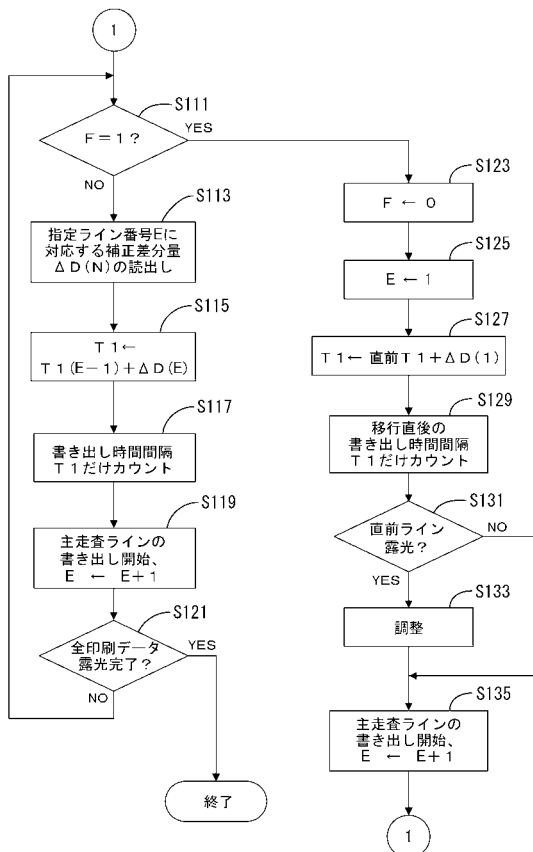 1
S111
F=1?
YES
NO
S113
指定ライン番号Eに
対応する補正差分量
ΔD(N)の読出し
S115
T1←
T1(E-1)+ΔD(E)
S117
書き出し時間間隔
T1だけカウント
S119
主走査ラインの
書き出し開始、
E ← E+1
S121
全印刷データ
露光完了?
YES
NO
終了
S123
F ← 0
S125
E ← 1
S127
T1← 直前T1+ΔD(1)
S129
移行直後の
書き出し時間間隔
T1だけカウント
S131
直前ライン
露光?
NO
YES
S133
調整
S135
主走査ラインの
書き出し開始、
E ← E+1
1